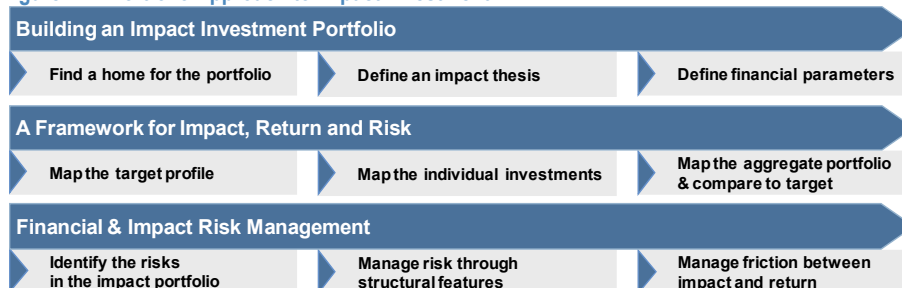 Building an Impact Investment Portfolio
Find a home for the portfolio
Define an impact thesis
Define financial parameters
A Framework for Impact, Return and Risk
Map the target profile
Map the individual investments
Map the aggregate portfolio
& compare to target
Financial & Impact Risk Management
Identify the risks
in the impact portfolio
Manage risk through
structural features
Manage friction between
impact and return